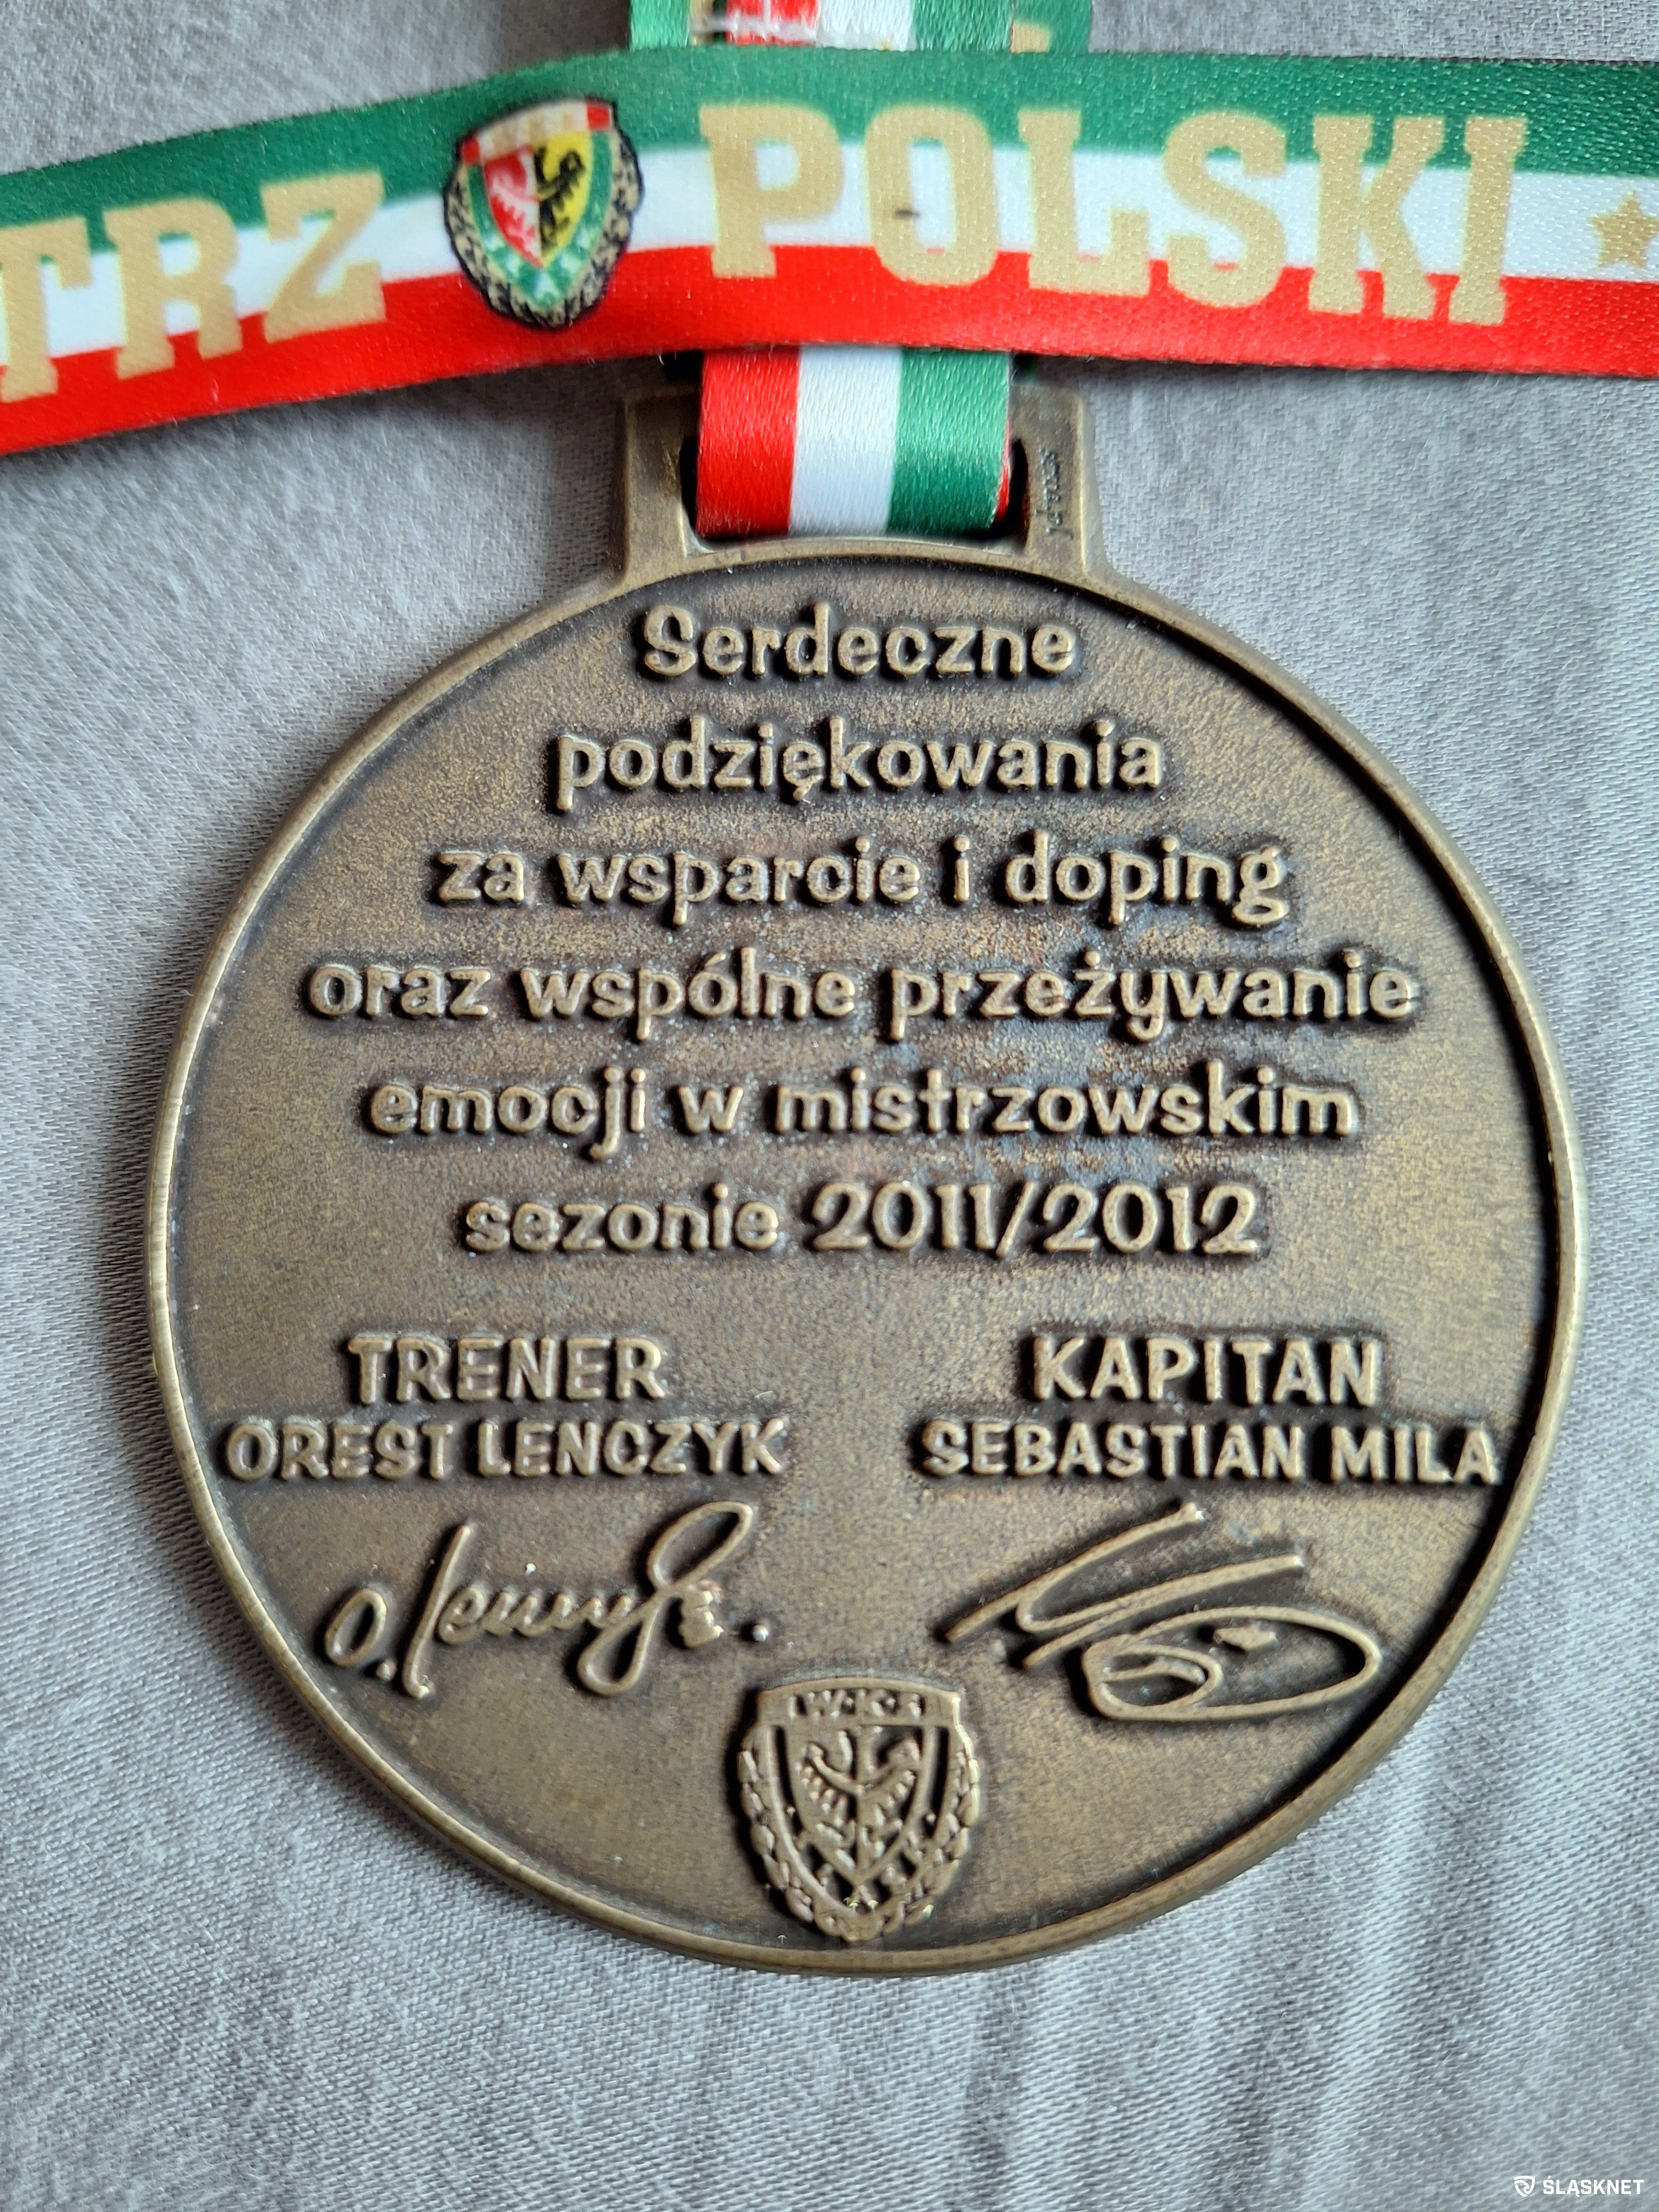 TRZ POLSKI
Serdeczne
podziękowania
za wsparcie i doping
oraz wspólne przeżywanie
emocji w mistrzowskim
sezonie 2011/2012
TRENER KAPITAN
OREST LENCZYK SEBASTIAN MILA
WKS
ŚLĄSKNET